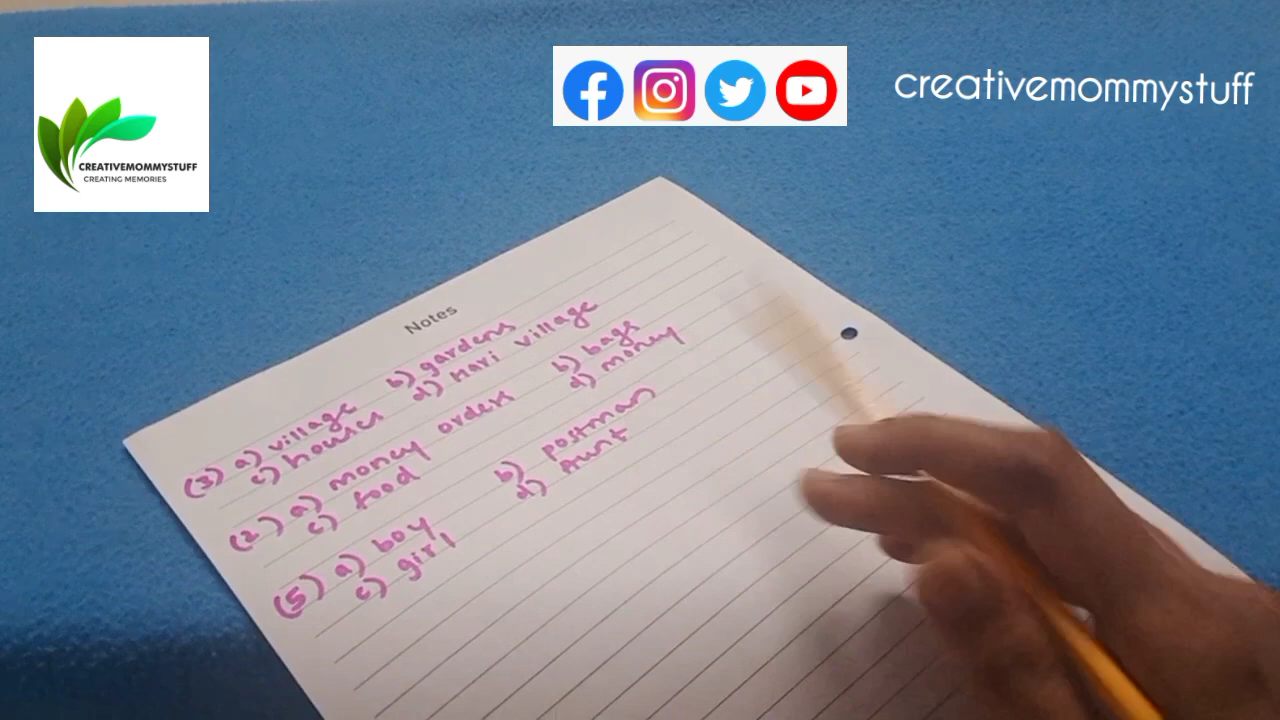 creativemommystuff
CREATIVEMOMMYSTUFF
CREATING MEMORIES
Notes
(3) a) village b) gardens
c) houses d) Hari village
(2) a) money orders b) bags
c) food d) money
(5) a) boy b) postman
c) girl d) Aunt